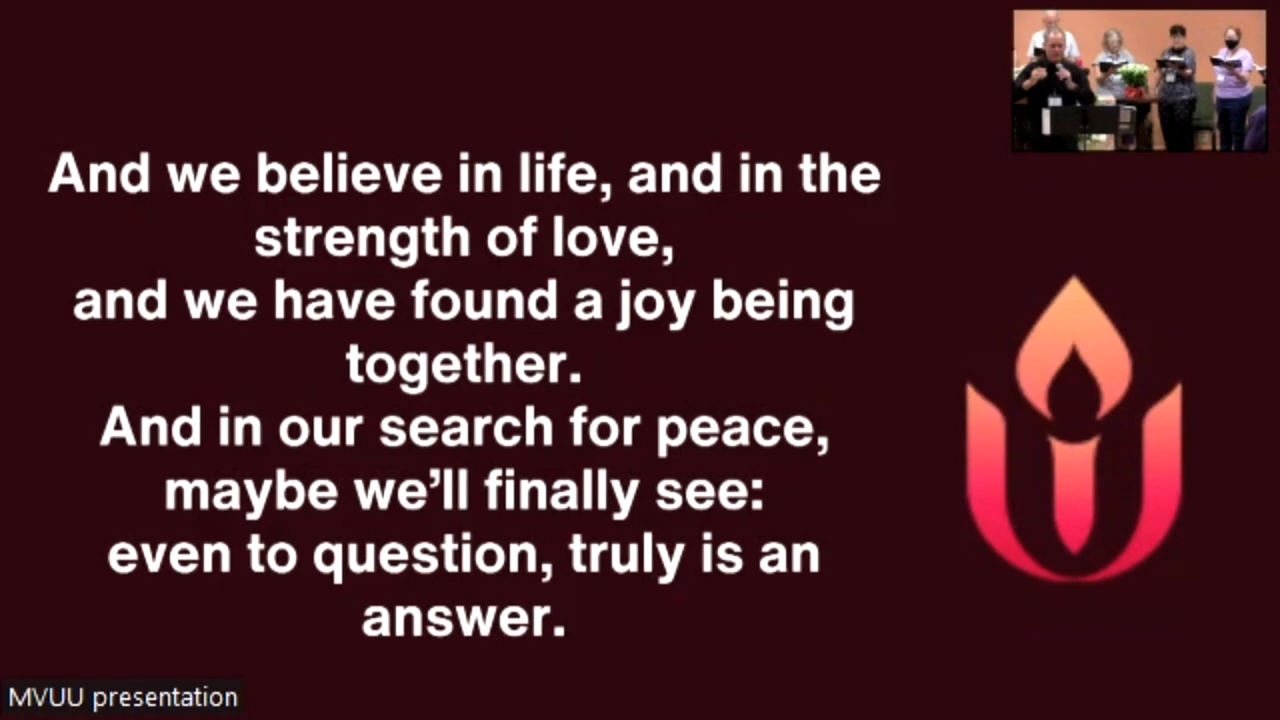 And we believe in life, and in the
strength of love,
and we have found a joy being
together.
And in our search for peace,
maybe we’ll finally see:
even to question, truly is an
answer.
MVUU presentation